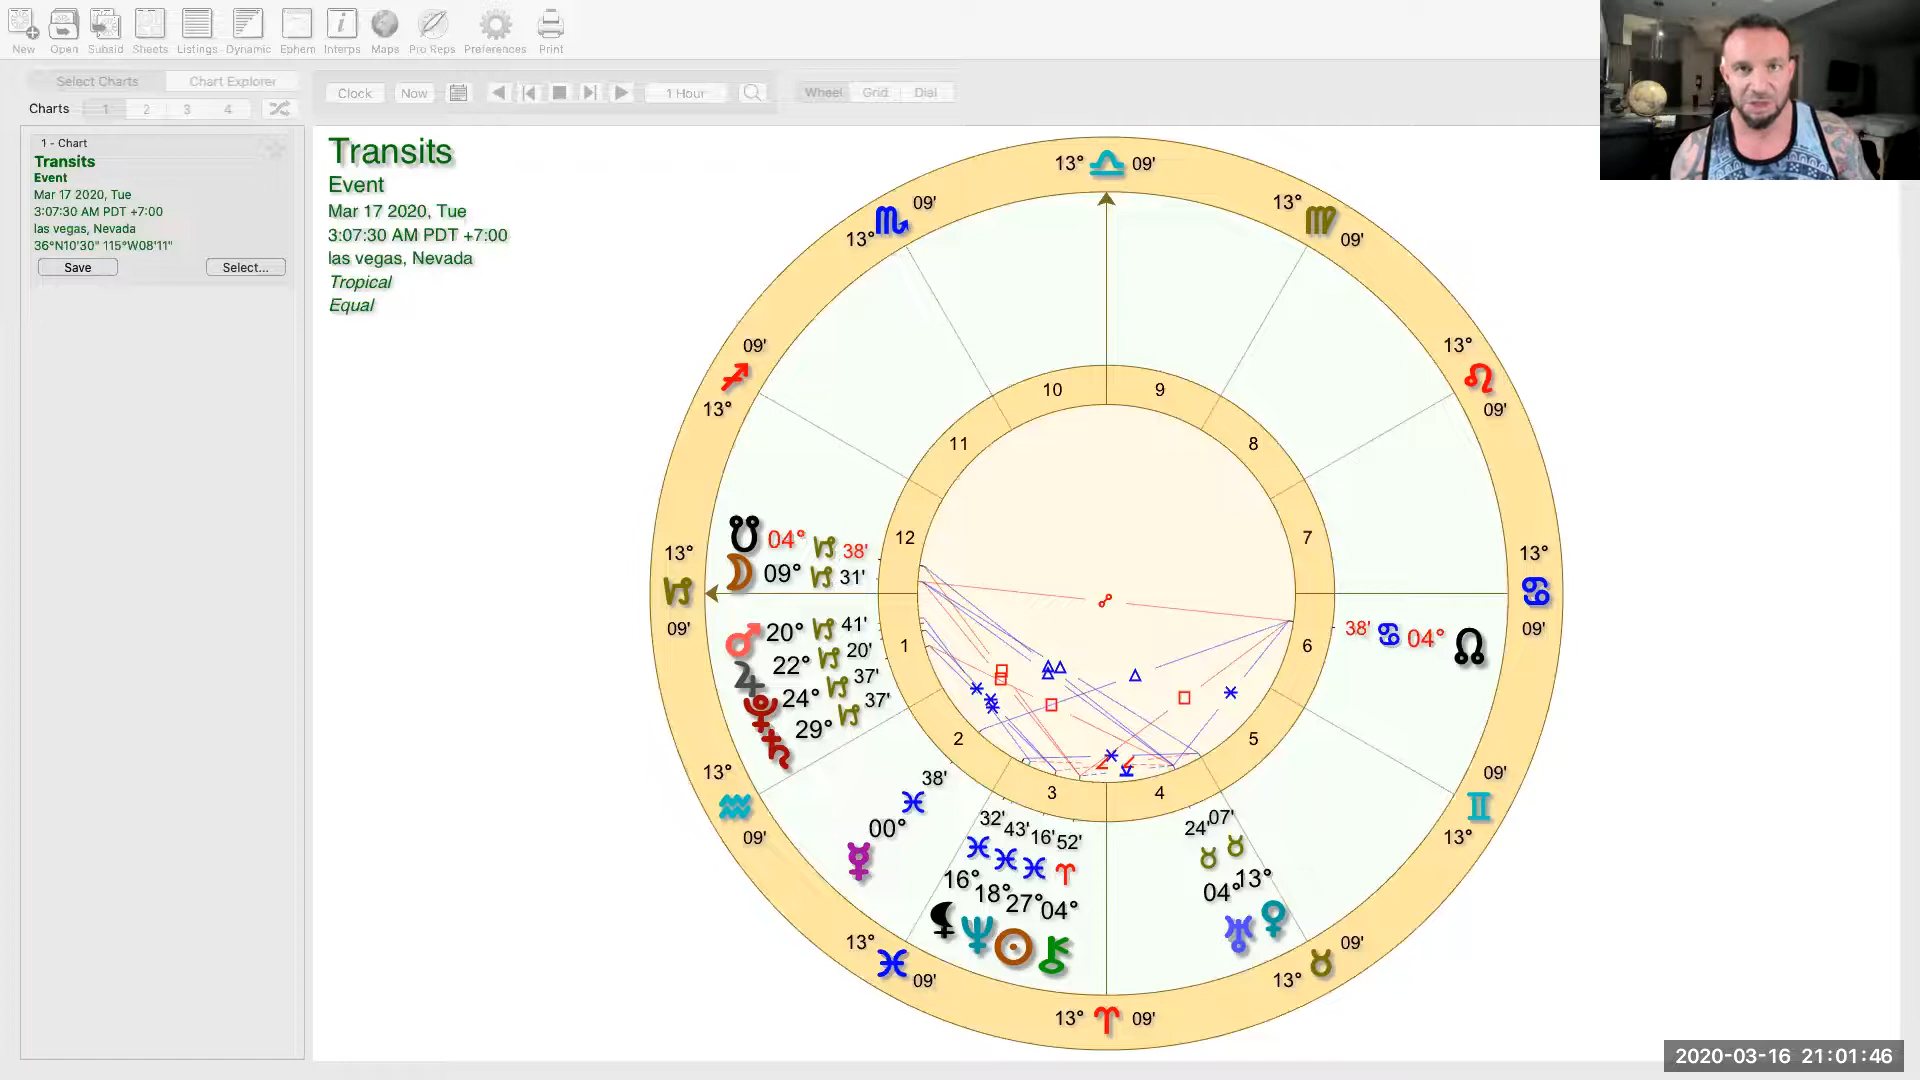 New Open Subsid Sheets Listings Dynamic Ephem Interps Maps Pro Reps Preferences Print
Select Charts Chart Explorer
Charts 1 2 3 4
Clock Now 1 Hour Wheel Grid Dial
1 - Chart
Transits
Event
Mar 17 2020, Tue
3:07:30 AM PDT +7:00
las vegas, Nevada
36°N10'30" 115°W08'11"
Save Select...
Transits
Event
Mar 17 2020, Tue
3:07:30 AM PDT +7:00
las vegas, Nevada
Tropical
Equal
13° ♎ 09'
13° ♏ 09'
13° ♍ 09'
13° ♐ 09'
13° ♌ 09'
13° ♑ 09'
13° ♋ 09'
13° ♒ 09'
13° ♊ 09'
13° ♓ 09'
13° ♉ 09'
13° ♈ 09'
10 9
11 8
12 7
1 6
2 5
3 4
☋ 04° ♑ 38'
☽ 09° ♑ 31'
♂ 20° ♑ 41'
♃ 22° ♑ 20'
24° ♑ 37'
♄ 29° ♑ 37'
38' ♋ 04° ☊
☿ 00° ♓ 38'
⚸ 16° ♓ 32'
♆ 18° ♓ 43'
☉ 27° ♓ 16'
⚷ 04° ♈ 52'
♅ 04° ♉ 24'
♀ 13° ♉ 07'
2020-03-16 21:01:46